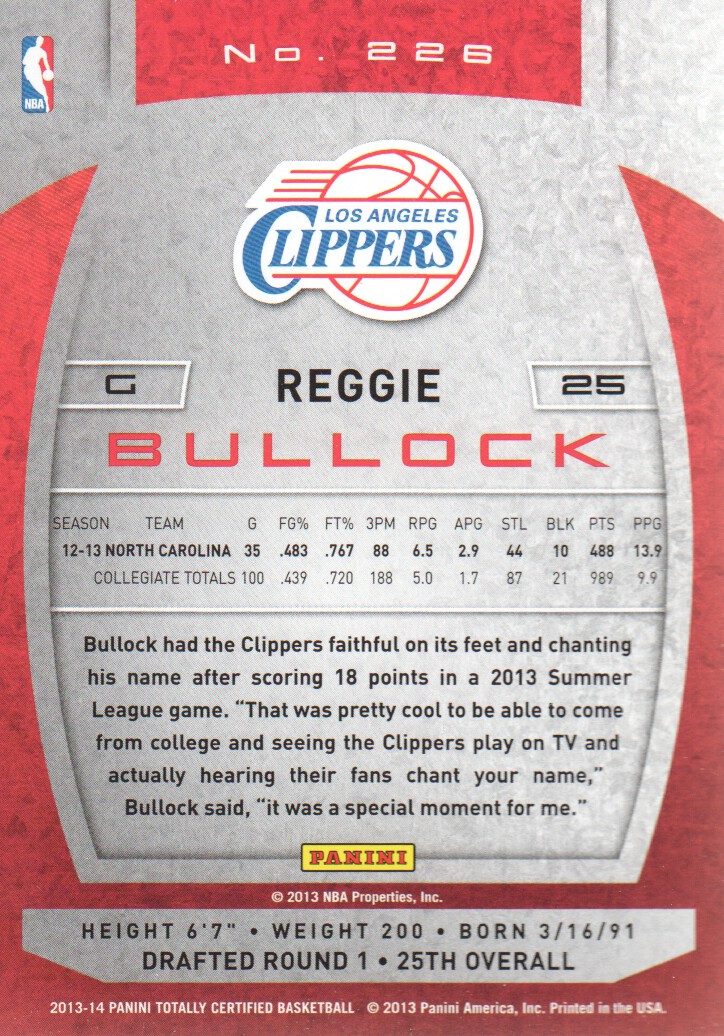 No. 226
NBA
LOS ANGELES
CLIPPERS
G REGGIE 25
BULLOCK
SEASON TEAM G FG% FT% 3PM RPG APG STL BLK PTS PPG
12-13 NORTH CAROLINA 35 .483 .767 88 6.5 2.9 44 10 488 13.9
COLLEGIATE TOTALS 100 .439 .720 188 5.0 1.7 87 21 989 9.9
Bullock had the Clippers faithful on its feet and chanting
his name after scoring 18 points in a 2013 Summer
League game. “That was pretty cool to be able to come
from college and seeing the Clippers play on TV and
actually hearing their fans chant your name,”
Bullock said, “it was a special moment for me.”
PANINI
© 2013 NBA Properties, Inc.
HEIGHT 6'7" • WEIGHT 200 • BORN 3/16/91
DRAFTED ROUND 1 • 25TH OVERALL
2013-14 PANINI TOTALLY CERTIFIED BASKETBALL © 2013 Panini America, Inc. Printed in the USA.